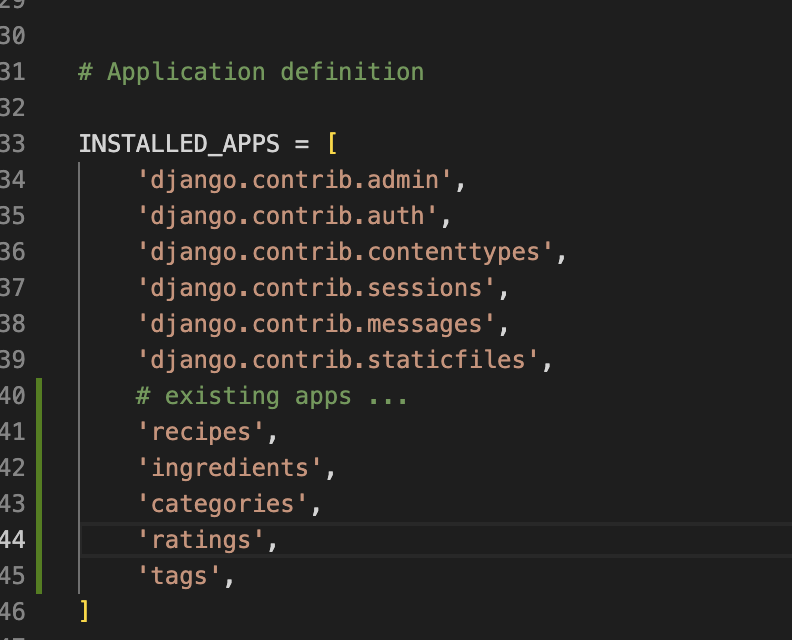 30
31 # Application definition
32
33 INSTALLED_APPS = [
34     'django.contrib.admin',
35     'django.contrib.auth',
36     'django.contrib.contenttypes',
37     'django.contrib.sessions',
38     'django.contrib.messages',
39     'django.contrib.staticfiles',
40     # existing apps ...
41     'recipes',
42     'ingredients',
43     'categories',
44     'ratings',
45     'tags',
46 ]